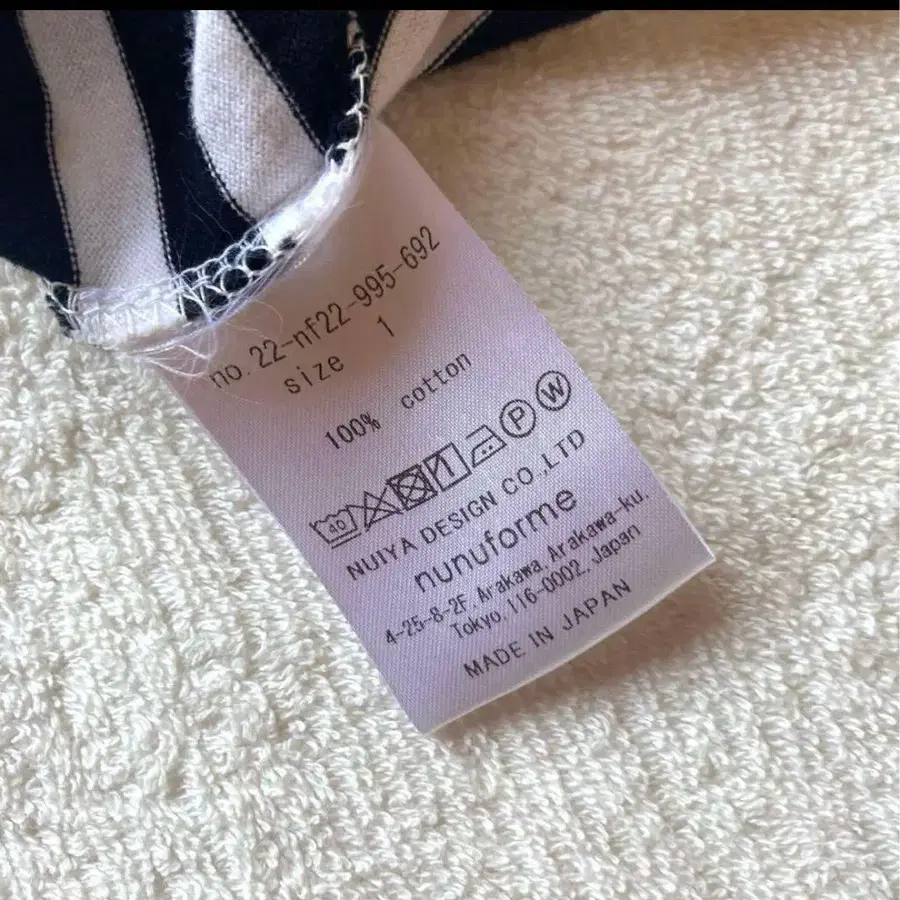 no.22-nf22-995-692
size 1
100% cotton
40 P W
NUIYA DESIGN CO.,LTD
nunuforme
4-25-8-2F,Arakawa,Arakawa-ku.
Tokyo,116-0002,Japan
MADE IN JAPAN